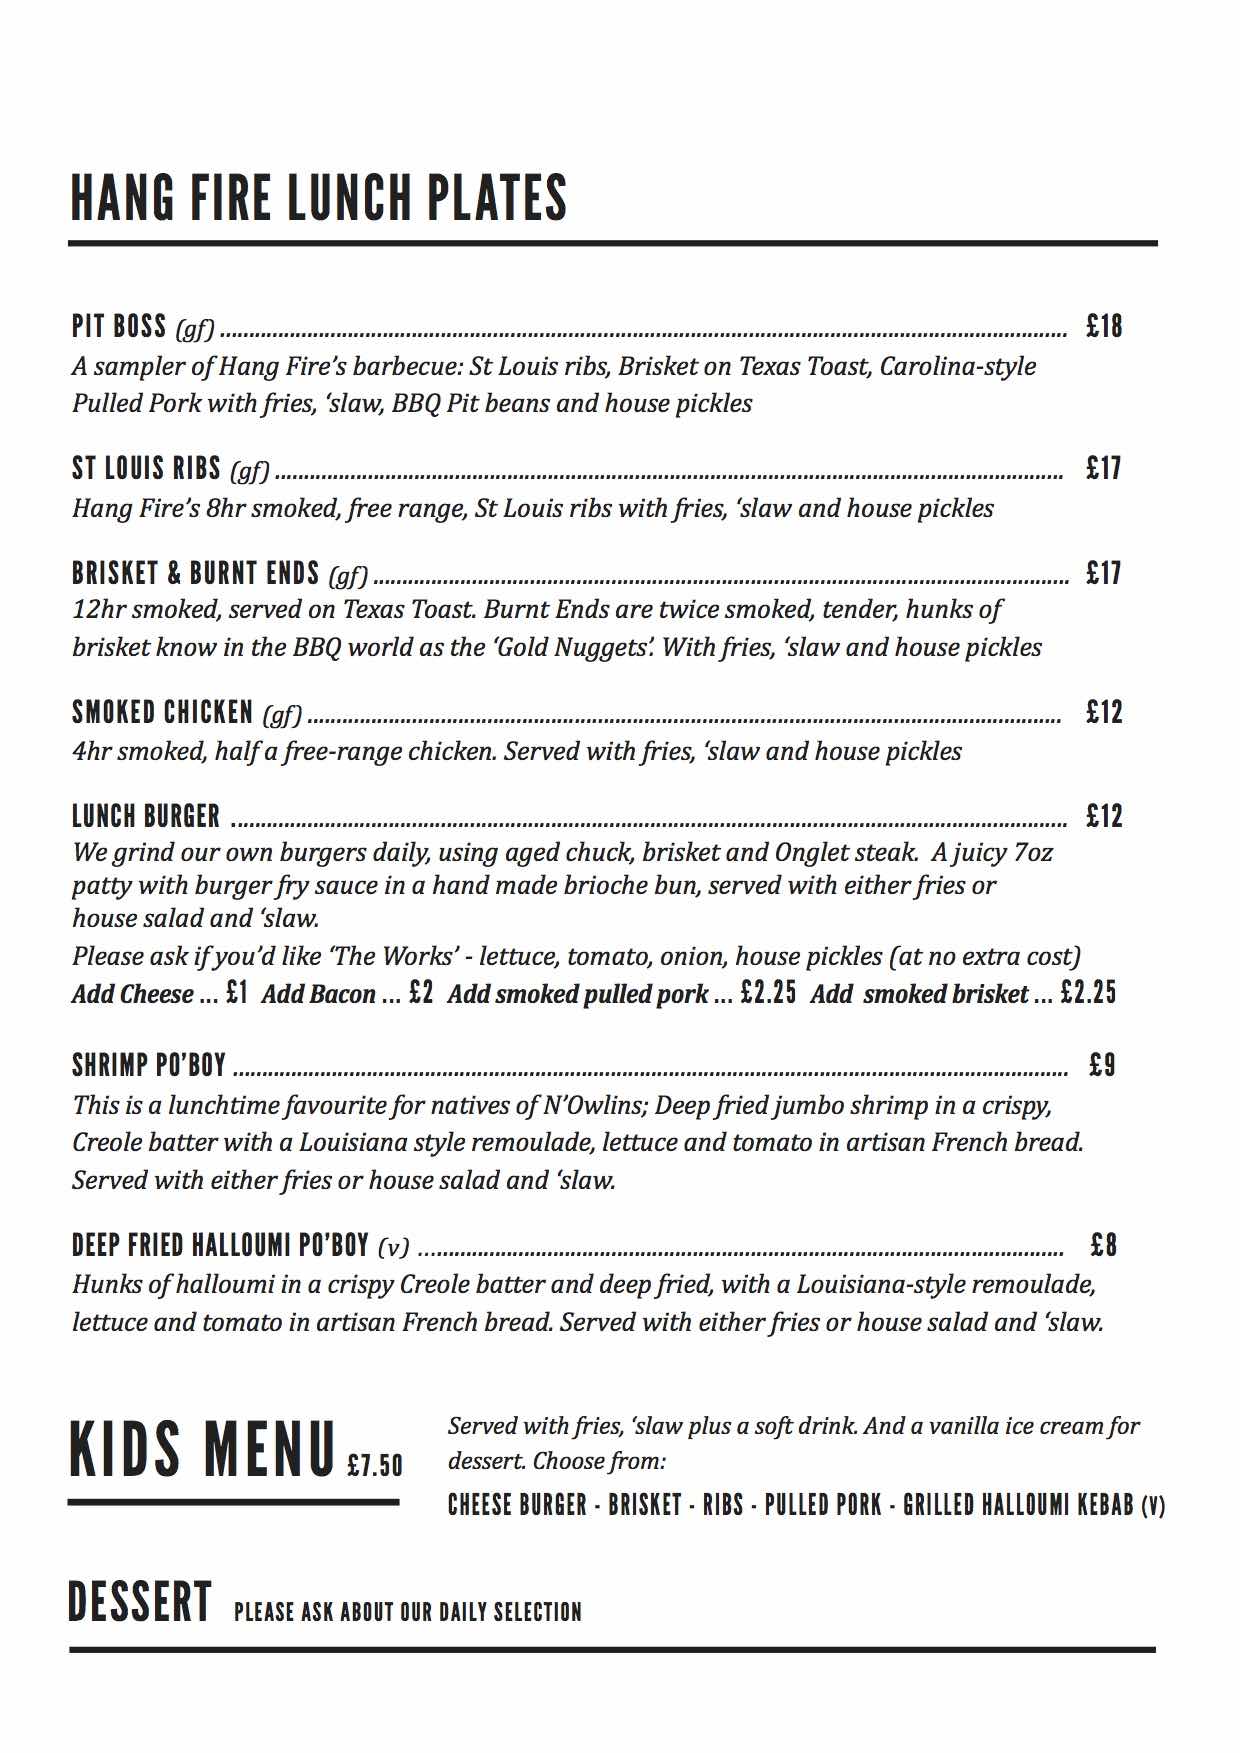 HANG FIRE LUNCH PLATES
PIT BOSS (gf) ........................ £18
A sampler of Hang Fire’s barbecue: St Louis ribs, Brisket on Texas Toast, Carolina-style
Pulled Pork with fries, ‘slaw, BBQ Pit beans and house pickles
ST LOUIS RIBS (gf) ........................ £17
Hang Fire’s 8hr smoked, free range, St Louis ribs with fries, ‘slaw and house pickles
BRISKET & BURNT ENDS (gf) ........................ £17
12hr smoked, served on Texas Toast. Burnt Ends are twice smoked, tender, hunks of
brisket know in the BBQ world as the ‘Gold Nuggets’. With fries, ‘slaw and house pickles
SMOKED CHICKEN (gf) ........................ £12
4hr smoked, half a free-range chicken. Served with fries, ‘slaw and house pickles
LUNCH BURGER ........................ £12
We grind our own burgers daily, using aged chuck, brisket and Onglet steak. A juicy 7oz
patty with burger fry sauce in a hand made brioche bun, served with either fries or
house salad and ‘slaw.
Please ask if you’d like ‘The Works’ - lettuce, tomato, onion, house pickles (at no extra cost)
Add Cheese ... £1 Add Bacon ... £2 Add smoked pulled pork ... £2.25 Add smoked brisket ... £2.25
SHRIMP PO’BOY ........................ £9
This is a lunchtime favourite for natives of N’Owlins; Deep fried jumbo shrimp in a crispy,
Creole batter with a Louisiana style remoulade, lettuce and tomato in artisan French bread.
Served with either fries or house salad and ‘slaw.
DEEP FRIED HALLOUMI PO’BOY (v) ........................ £8
Hunks of halloumi in a crispy Creole batter and deep fried, with a Louisiana-style remoulade,
lettuce and tomato in artisan French bread. Served with either fries or house salad and ‘slaw.
KIDS MENU £7.50
Served with fries, ‘slaw plus a soft drink. And a vanilla ice cream for
dessert. Choose from:
CHEESE BURGER - BRISKET - RIBS - PULLED PORK - GRILLED HALLOUMI KEBAB (V)
DESSERT PLEASE ASK ABOUT OUR DAILY SELECTION